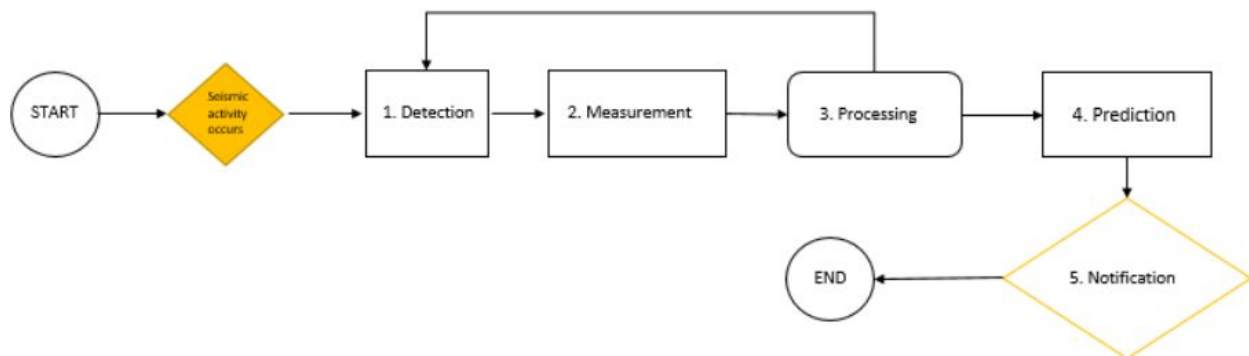 START
Seismic
activity
occurs
1. Detection
2. Measurement
3. Processing
4. Prediction
END
5. Notification